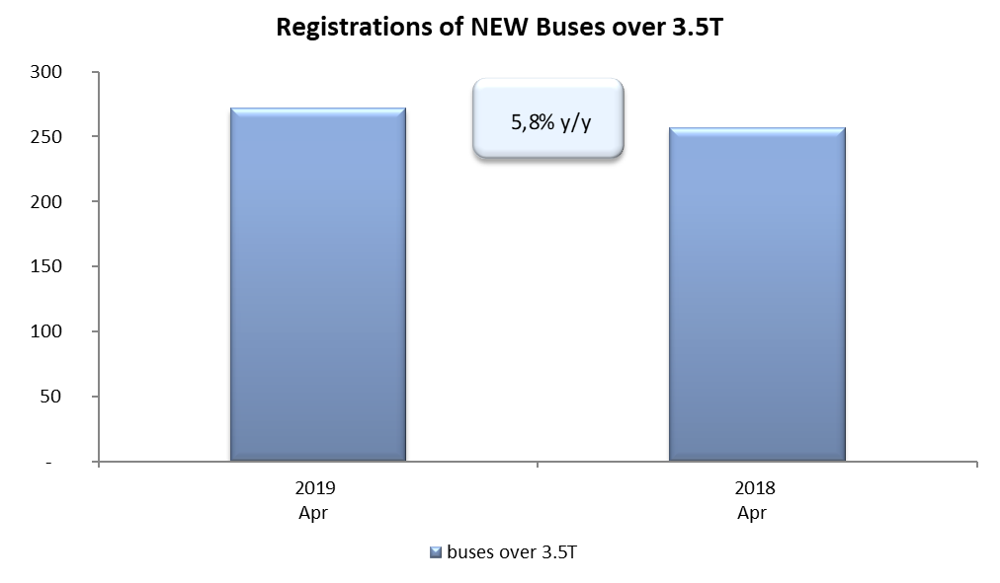 Registrations of NEW Buses over 3.5T
300
250
200
150
100
50
-
5,8% y/y
2019
Apr
2018
Apr
buses over 3.5T